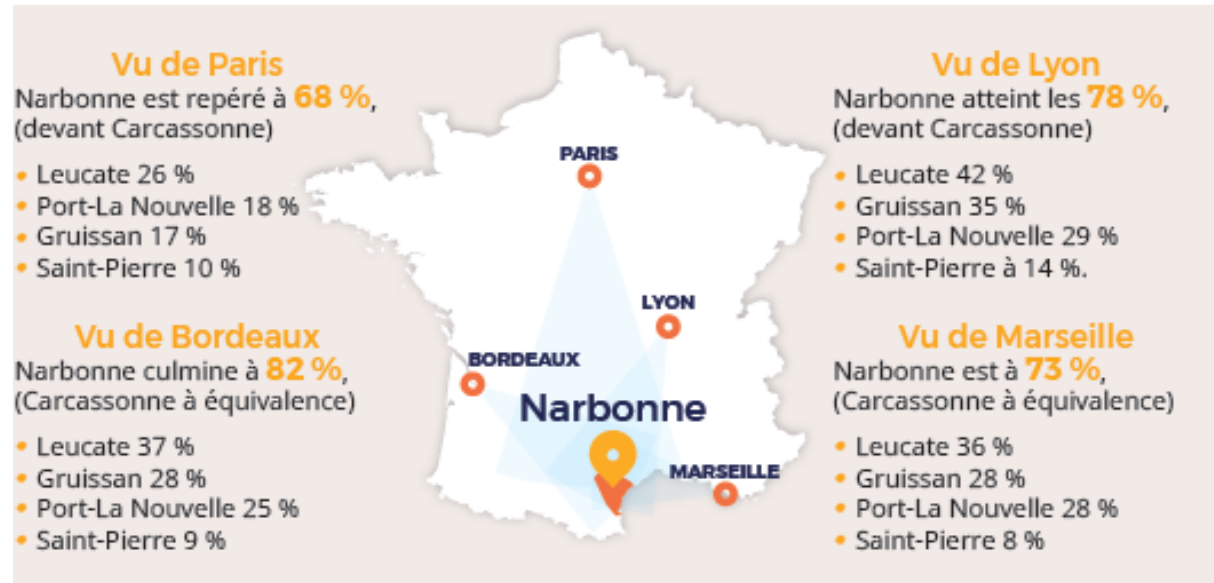 Vu de Paris
Narbonne est repéré à 68 %,
(devant Carcassonne)
• Leucate 26 %
• Port-La Nouvelle 18 %
• Gruissan 17 %
• Saint-Pierre 10 %
Vu de Bordeaux
Narbonne culmine à 82 %,
(Carcassonne à équivalence)
• Leucate 37 %
• Gruissan 28 %
• Port-La Nouvelle 25 %
• Saint-Pierre 9 %
PARIS
LYON
BORDEAUX
Narbonne
MARSEILLE
Vu de Lyon
Narbonne atteint les 78 %,
(devant Carcassonne)
• Leucate 42 %
• Gruissan 35 %
• Port-La Nouvelle 29 %
• Saint-Pierre à 14 %.
Vu de Marseille
Narbonne est à 73 %,
(Carcassonne à équivalence)
• Leucate 36 %
• Gruissan 28 %
• Port-La Nouvelle 28 %
• Saint-Pierre 8 %